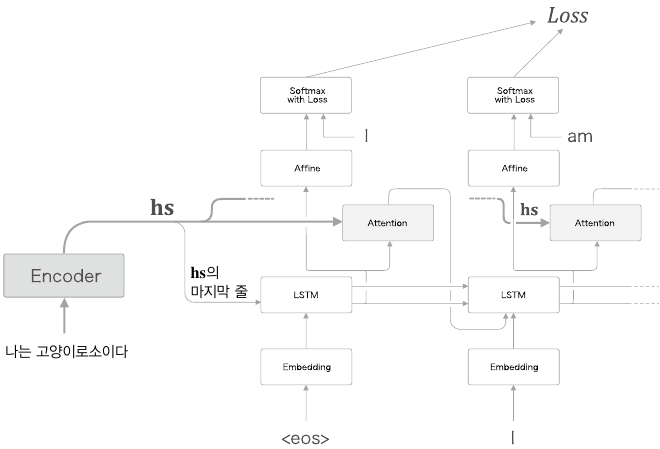 Loss
Softmax
with Loss
Softmax
with Loss
I
am
Affine
Affine
hs
hs
Attention
Attention
Encoder
hs의
마지막 줄
LSTM
LSTM
나는 고양이로소이다
Embedding
Embedding
<eos>
I